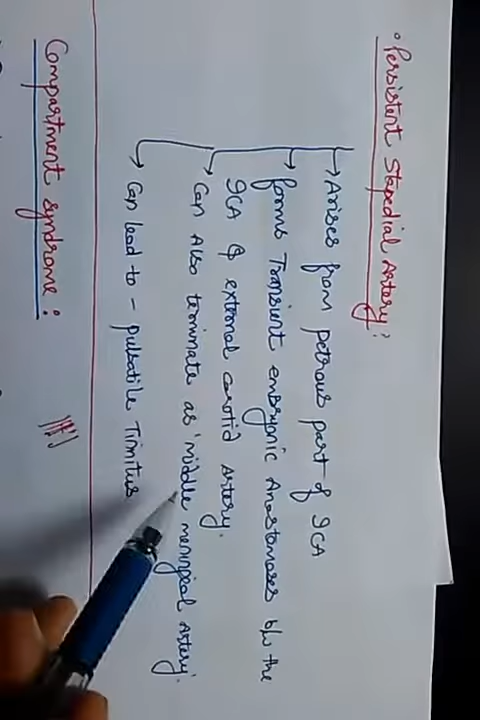 • Persistent Stapedial Artery:
→ Arises from petrous part of ICA
→ forms Transient embryonic Anastomoses b/w the
ICA & external carotid Artery.
→ Can Also terminate as middle meningeal Artery.
→ Can lead to - pulsatile Tinitus
Compartment syndrome: